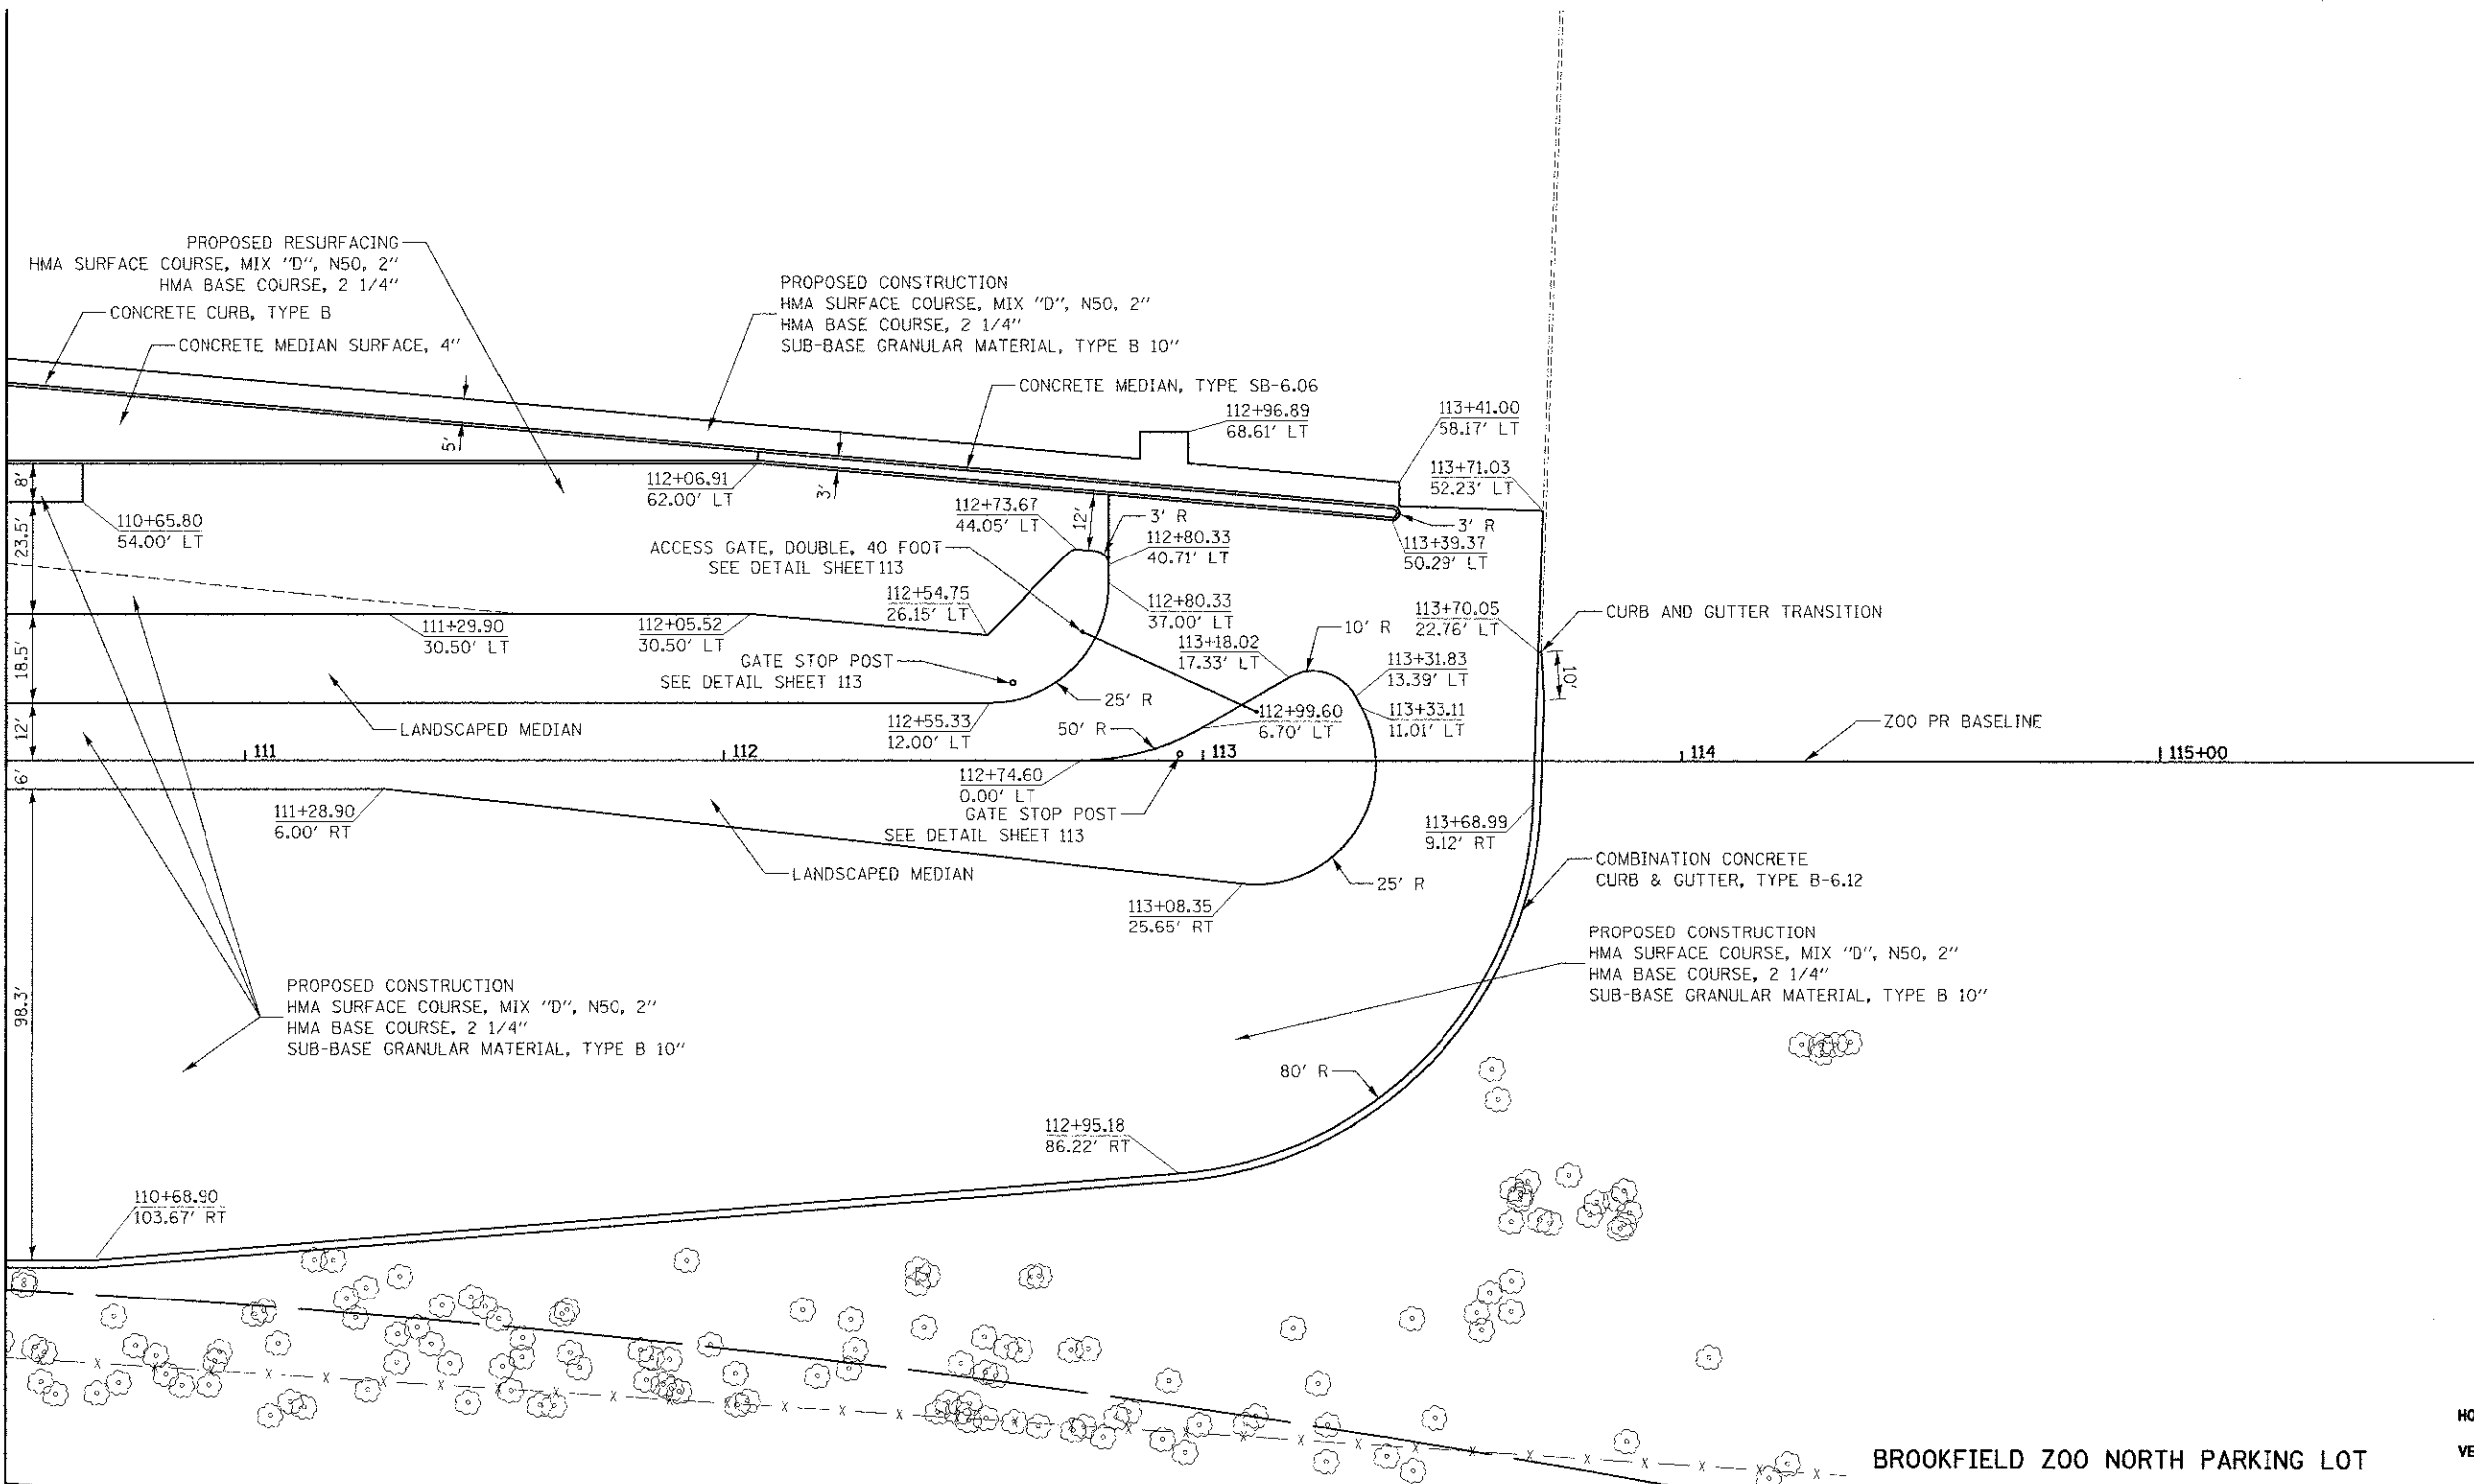 PROPOSED RESURFACING
HMA SURFACE COURSE, MIX "D", N50, 2"
HMA BASE COURSE, 2 1/4"
CONCRETE CURB, TYPE B
CONCRETE MEDIAN SURFACE, 4"
PROPOSED CONSTRUCTION
HMA SURFACE COURSE, MIX "D", N50, 2"
HMA BASE COURSE, 2 1/4"
SUB-BASE GRANULAR MATERIAL, TYPE B 10"
CONCRETE MEDIAN, TYPE SB-6.06
112+96.89
68.61' LT
113+41.00
58.17' LT
113+71.03
52.23' LT
5'
3'
8'
110+65.80
54.00' LT
112+06.91
62.00' LT
112+73.67
44.05' LT
12'
3' R
3' R
112+80.33
40.71' LT
113+39.37
50.29' LT
23.5'
ACCESS GATE, DOUBLE, 40 FOOT
SEE DETAIL SHEET 113
112+54.75
26.15' LT
112+80.33
37.00' LT
113+70.05
22.76' LT
CURB AND GUTTER TRANSITION
111+29.90
30.50' LT
112+05.52
30.50' LT
113+18.02
17.33' LT
10' R
113+31.83
13.39' LT
10'
18.5'
GATE STOP POST
SEE DETAIL SHEET 113
25' R
112+99.60
6.70' LT
113+33.11
11.01' LT
LANDSCAPED MEDIAN
112+55.33
12.00' LT
50' R
ZOO PR BASELINE
12'
111
112
113
114
115+00
6'
112+74.60
0.00' LT
GATE STOP POST
SEE DETAIL SHEET 113
111+28.90
6.00' RT
113+68.99
9.12' RT
LANDSCAPED MEDIAN
COMBINATION CONCRETE
CURB & GUTTER, TYPE B-6.12
25' R
113+08.35
25.65' RT
PROPOSED CONSTRUCTION
HMA SURFACE COURSE, MIX "D", N50, 2"
HMA BASE COURSE, 2 1/4"
SUB-BASE GRANULAR MATERIAL, TYPE B 10"
98.3'
PROPOSED CONSTRUCTION
HMA SURFACE COURSE, MIX "D", N50, 2"
HMA BASE COURSE, 2 1/4"
SUB-BASE GRANULAR MATERIAL, TYPE B 10"
80' R
112+95.18
86.22' RT
110+68.90
103.67' RT
HO
VE
BROOKFIELD ZOO NORTH PARKING LOT